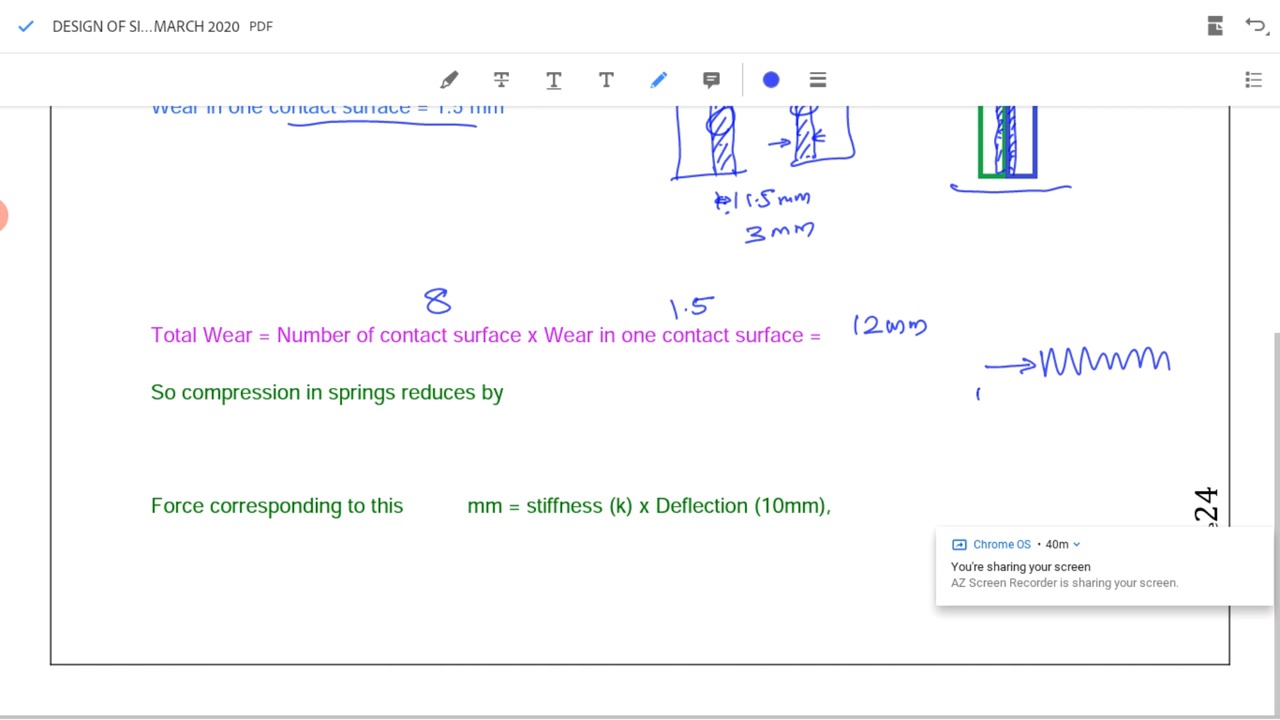 DESIGN OF SI...MARCH 2020 PDF
Wear in one contact surface = 1.5 mm
1.5mm
3mm
8
1.5
Total Wear = Number of contact surface x Wear in one contact surface =
12mm
So compression in springs reduces by
Force corresponding to this mm = stiffness (k) x Deflection (10mm),
24
Chrome OS • 40m
You're sharing your screen
AZ Screen Recorder is sharing your screen.